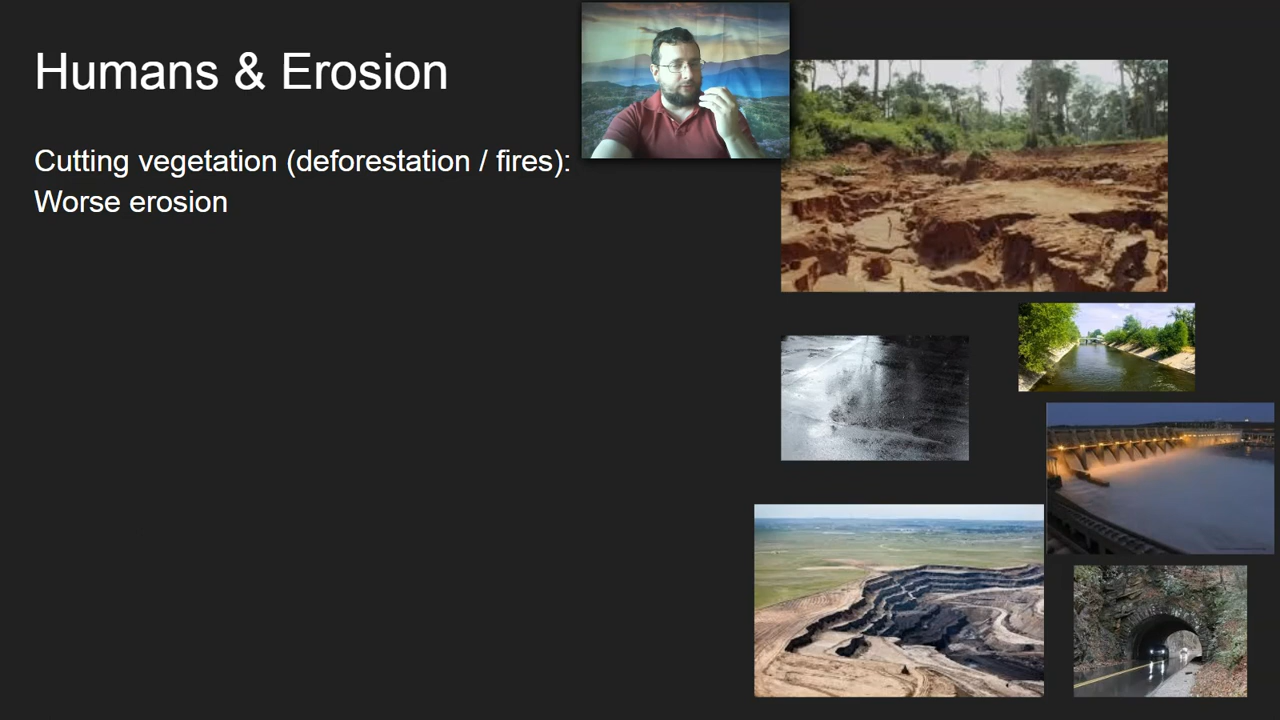 Humans & Erosion
Cutting vegetation (deforestation / fires):
Worse erosion